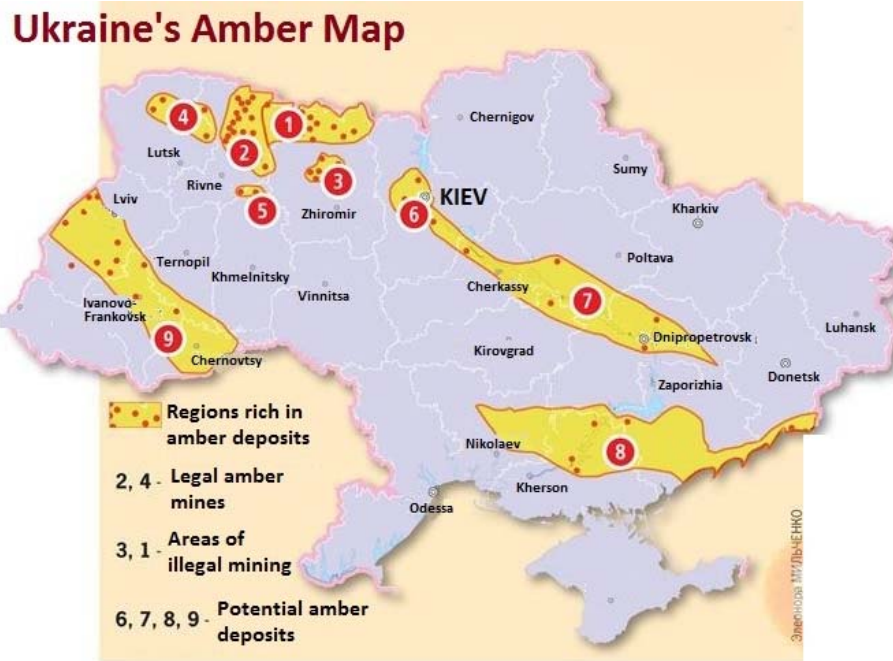 Ukraine's Amber Map
4
1
2
3
5
6
7
8
9
Chernigov
Lutsk
Rivne
Zhiromir
KIEV
Sumy
Kharkiv
Lviv
Ternopil
Khmelnitsky
Vinnitsa
Cherkassy
Poltava
Ivanovo-
Frankovsk
Chernovtsy
Kirovgrad
Dnipropetrovsk
Luhansk
Donetsk
Zaporizhia
Nikolaev
Kherson
Odessa
Regions rich in
amber deposits
2, 4 - Legal amber
mines
3, 1 - Areas of
illegal mining
6, 7, 8, 9 - Potential amber
deposits
Элеонора МИЛЬЧЕНКО